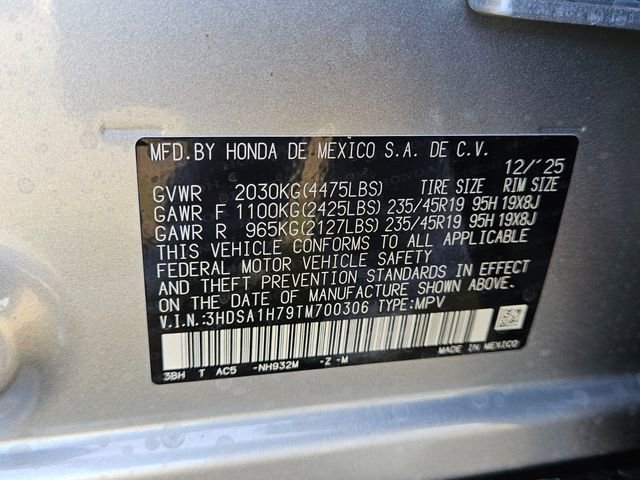 MFD.BY HONDA DE MEXICO S.A. DE C.V.
12/'25
GVWR 2030KG(4475LBS) TIRE SIZE RIM SIZE
GAWR F 1100KG(2425LBS) 235/45R19 95H 19X8J
GAWR R 965KG(2127LBS) 235/45R19 95H 19X8J
THIS VEHICLE CONFORMS TO ALL APPLICABLE
FEDERAL MOTOR VEHICLE SAFETY
AND THEFT PREVENTION STANDARDS IN EFFECT
ON THE DATE OF MANUFACTURE SHOWN ABOVE.
V.I.N.:3HDSA1H79TM700306 TYPE:MPV
MADE IN MEXICO
3BH T AC5 -NH932M -Z -M